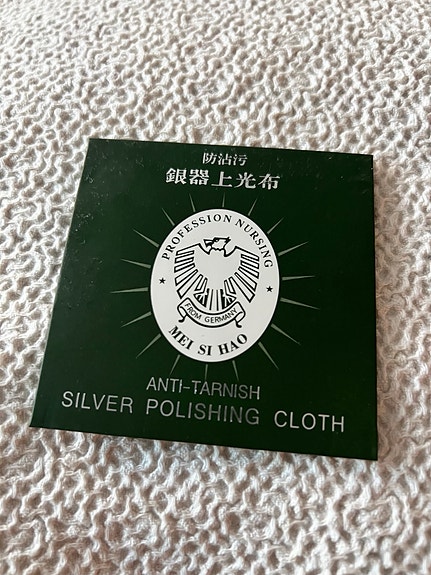 防沾污
銀器上光布
PROFESSION NURSING
FROM GERMANY
MEI SI HAO
ANTI-TARNISH
SILVER POLISHING CLOTH